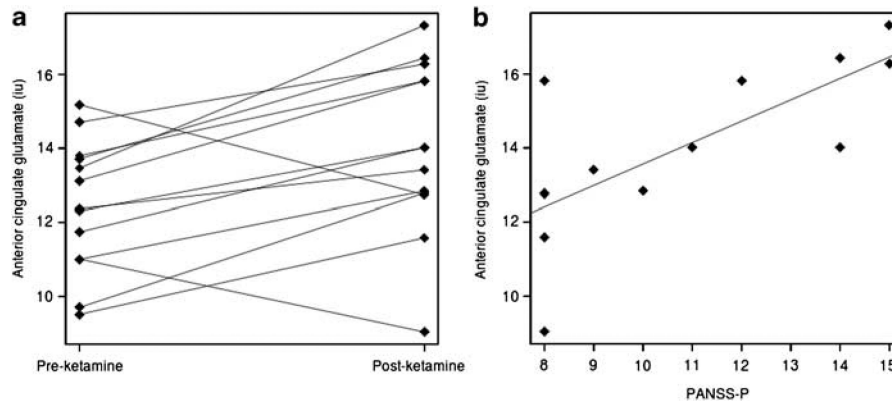 a
Anterior cingulate glutamate (iu)
16
14
12
10
Pre-ketamine
Post-ketamine
b
Anterior cingulate glutamate (iu)
16
14
12
10
8 9 10 11 12 13 14 15
PANSS-P